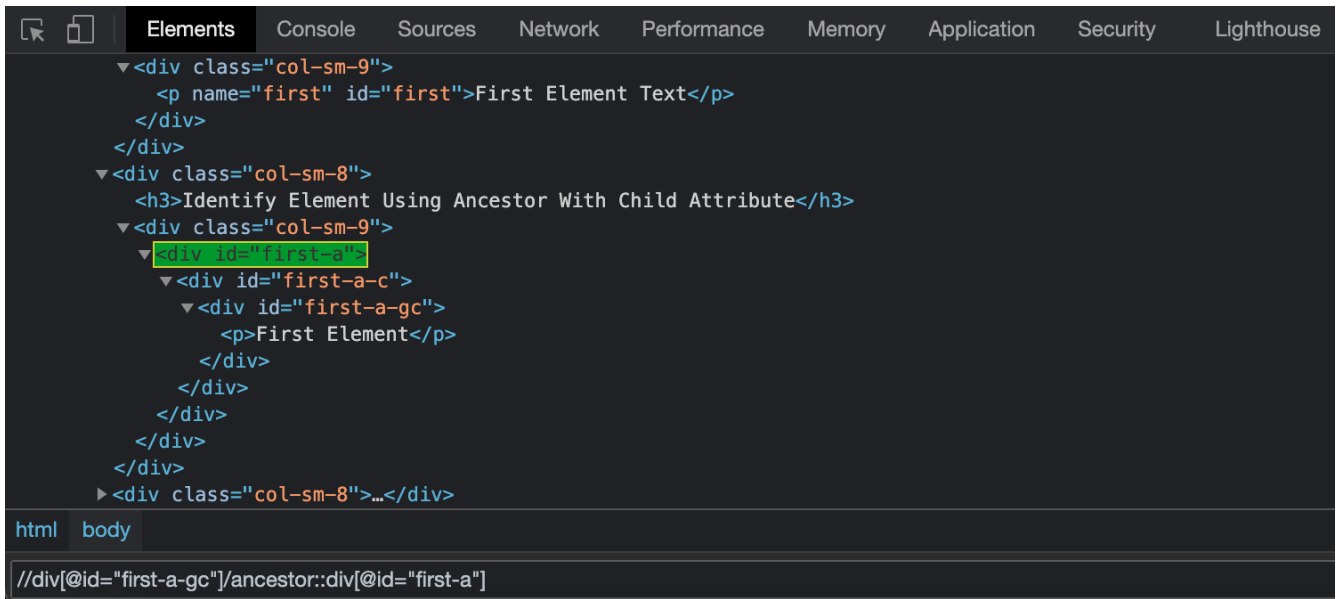 Elements Console Sources Network Performance Memory Application Security Lighthouse
▼<div class="col-sm-9">
<p name="first" id="first">First Element Text</p>
</div>
</div>
▼<div class="col-sm-8">
<h3>Identify Element Using Ancestor With Child Attribute</h3>
▼<div class="col-sm-9">
▼<div id="first-a">
▼<div id="first-a-c">
▼<div id="first-a-gc">
<p>First Element</p>
</div>
</div>
</div>
</div>
</div>
▶<div class="col-sm-8">…</div>
html body
//div[@id="first-a-gc"]/ancestor::div[@id="first-a"]